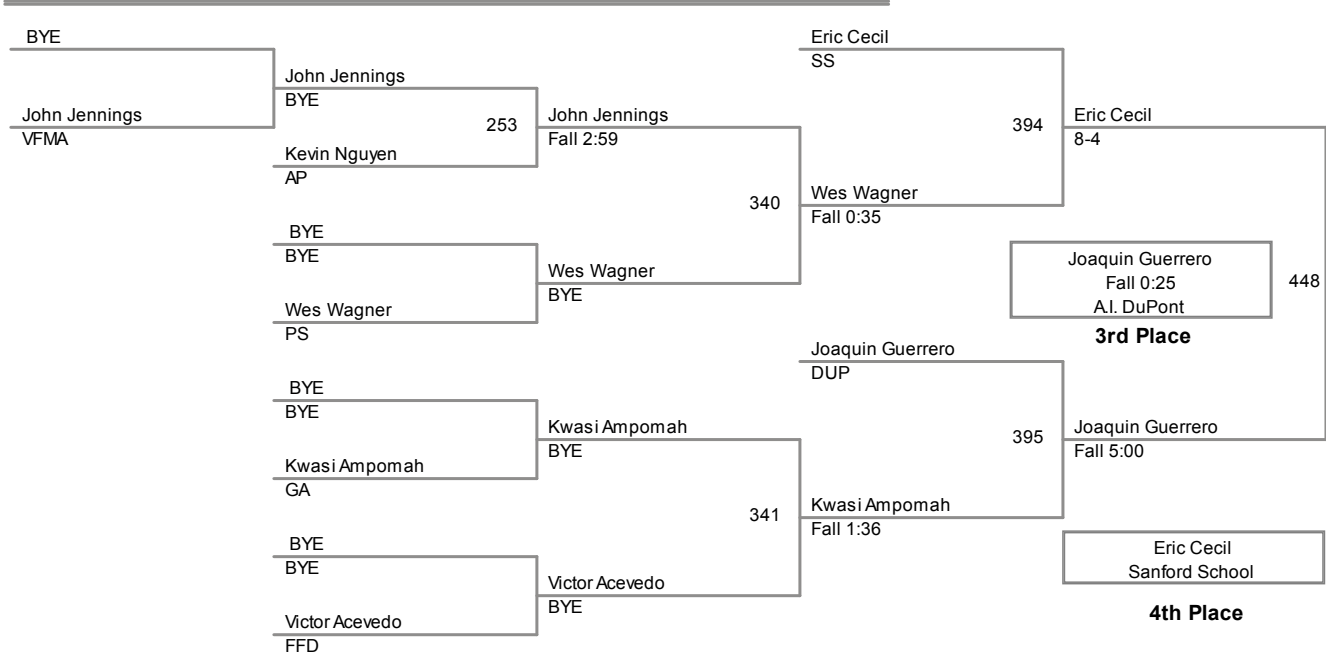 BYE
John Jennings
VFMA
John Jennings
BYE
253
Kevin Nguyen
AP
BYE
BYE
Wes Wagner
PS
BYE
BYE
Kwasi Ampomah
GA
BYE
BYE
Victor Acevedo
FFD
John Jennings
Fall 2:59
340
Wes Wagner
BYE
Kwasi Ampomah
BYE
341
Victor Acevedo
BYE
Eric Cecil
SS
394
Wes Wagner
Fall 0:35
Joaquin Guerrero
DUP
395
Kwasi Ampomah
Fall 1:36
Eric Cecil
8-4
Joaquin Guerrero
Fall 0:25
A.I. DuPont
448
3rd Place
Joaquin Guerrero
Fall 5:00
Eric Cecil
Sanford School
4th Place